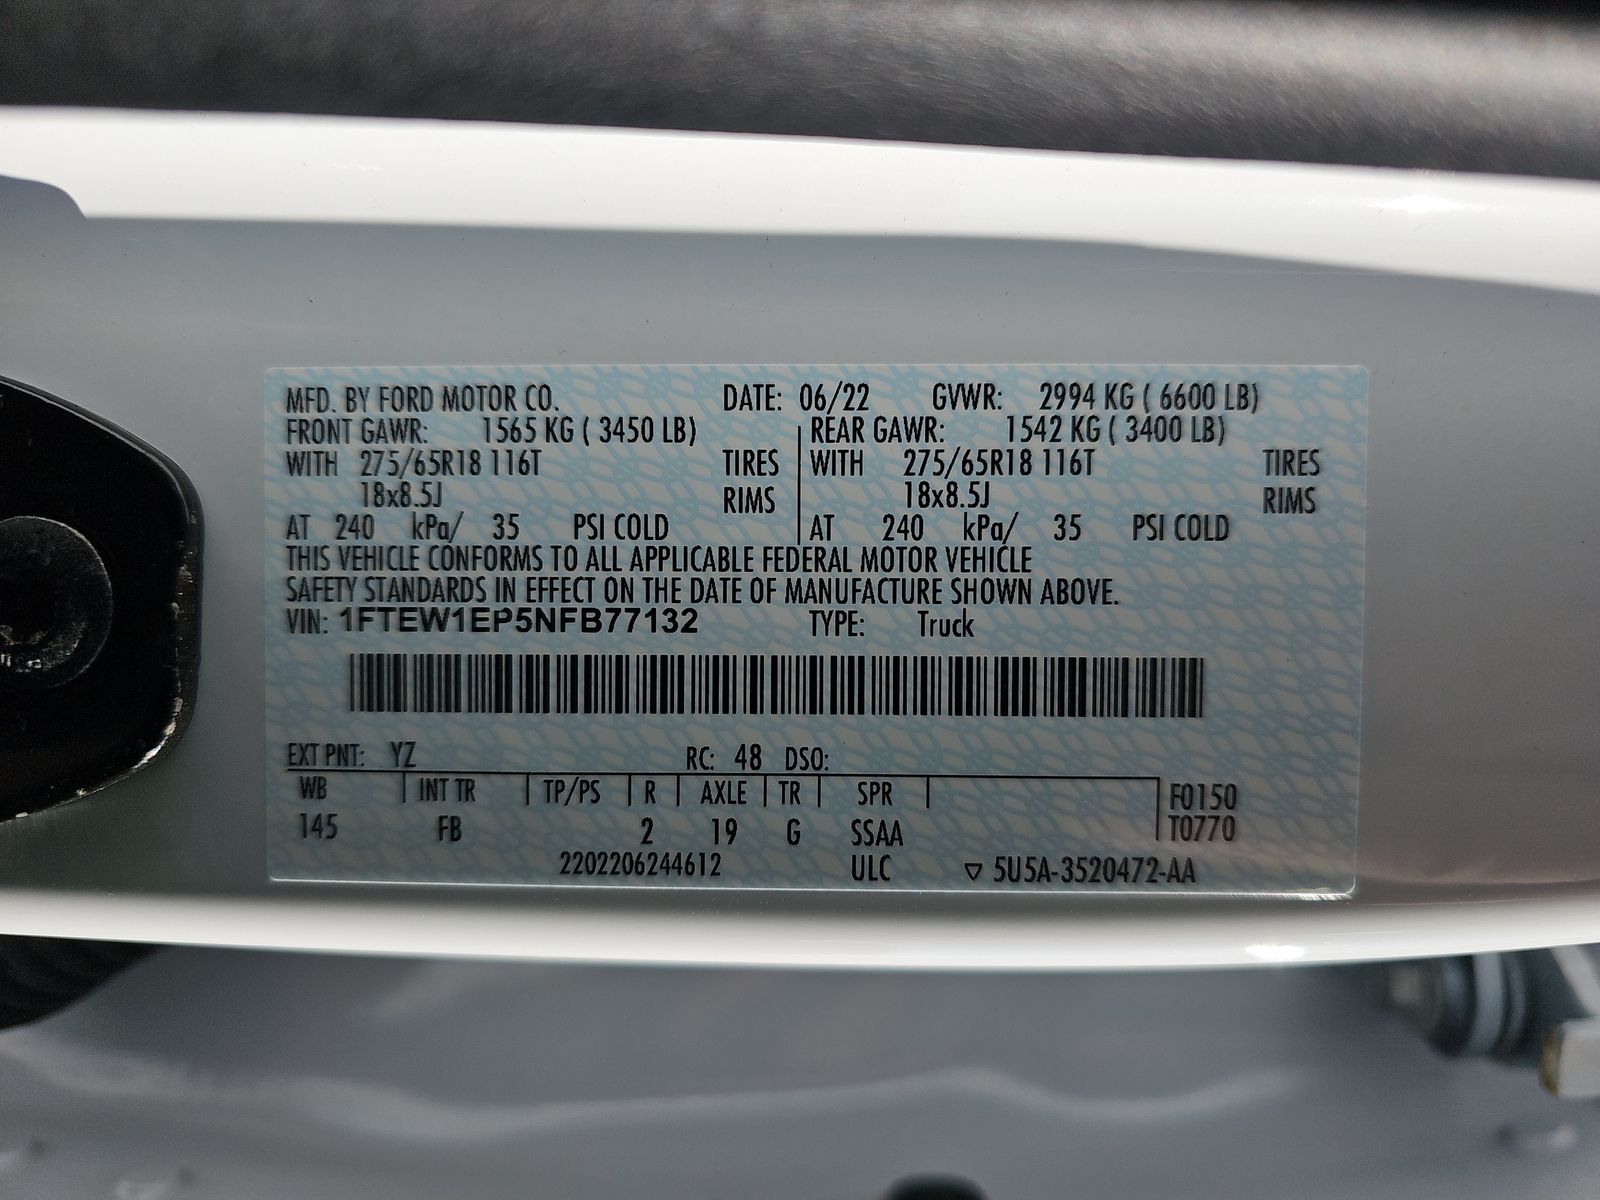 MFD. BY FORD MOTOR CO. DATE: 06/22 GVWR: 2994 KG ( 6600 LB)
FRONT GAWR: 1565 KG ( 3450 LB) REAR GAWR: 1542 KG ( 3400 LB)
WITH 275/65R18 116T TIRES WITH 275/65R18 116T TIRES
18x8.5J RIMS 18x8.5J RIMS
AT 240 kPa/ 35 PSI COLD AT 240 kPa/ 35 PSI COLD
THIS VEHICLE CONFORMS TO ALL APPLICABLE FEDERAL MOTOR VEHICLE
SAFETY STANDARDS IN EFFECT ON THE DATE OF MANUFACTURE SHOWN ABOVE.
VIN: 1FTEW1EP5NFB77132 TYPE: Truck
EXT PNT: YZ RC: 48 DSO:
WB INT TR TP/PS R AXLE TR SPR F0150
145 FB 2 19 G SSAA T0770
2202206244612 ULC ▽ 5U5A-3520472-AA